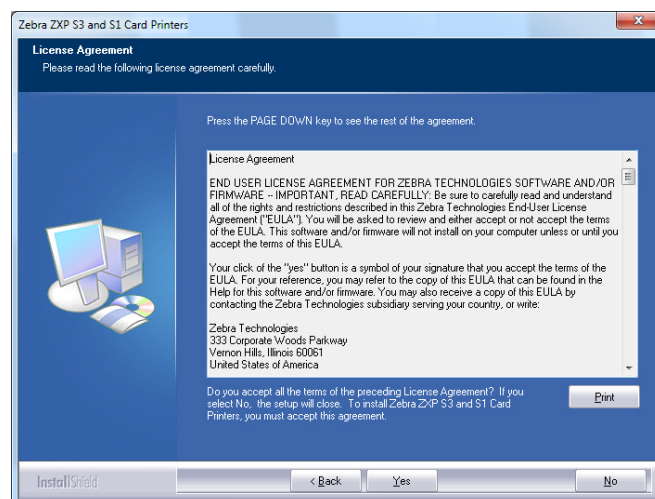 Zebra ZXP S3 and S1 Card Printers
License Agreement
Please read the following license agreement carefully.
Press the PAGE DOWN key to see the rest of the agreement.
License Agreement
END USER LICENSE AGREEMENT FOR ZEBRA TECHNOLOGIES SOFTWARE AND/OR
FIRMWARE -- IMPORTANT, READ CAREFULLY: Be sure to carefully read and understand
all of the rights and restrictions described in this Zebra Technologies End-User License
Agreement ("EULA"). You will be asked to review and either accept or not accept the terms
of the EULA. This software and/or firmware will not install on your computer unless or until you
accept the terms of this EULA.
Your click of the "yes" button is a symbol of your signature that you accept the terms of the
EULA. For your reference, you may refer to the copy of this EULA that can be found in the
Help for this software and/or firmware. You may also receive a copy of this EULA by
contacting the Zebra Technologies subsidiary serving your country, or write:
Zebra Technologies
333 Corporate Woods Parkway
Vernon Hills, Illinois 60061
United States of America
Do you accept all the terms of the preceding License Agreement? If you
select No, the setup will close. To install Zebra ZXP S3 and S1 Card
Printers, you must accept this agreement.
Print
InstallShield
< Back
Yes
No